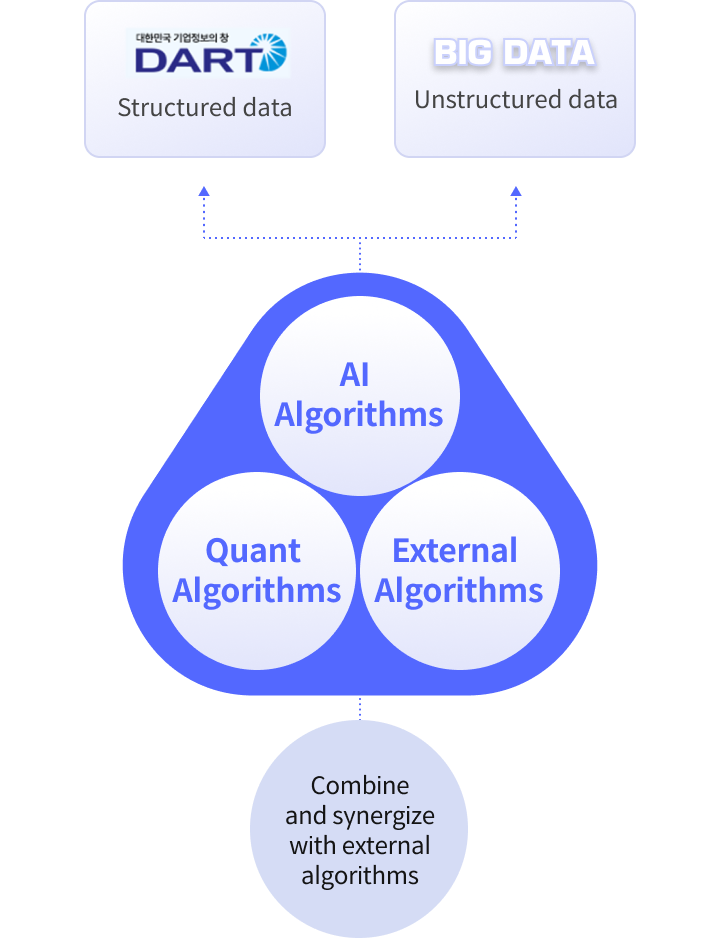 대한민국 기업정보의 창
DART
Structured data
BIG DATA
Unstructured data
AI
Algorithms
Quant
Algorithms
External
Algorithms
Combine
and synergize
with external
algorithms